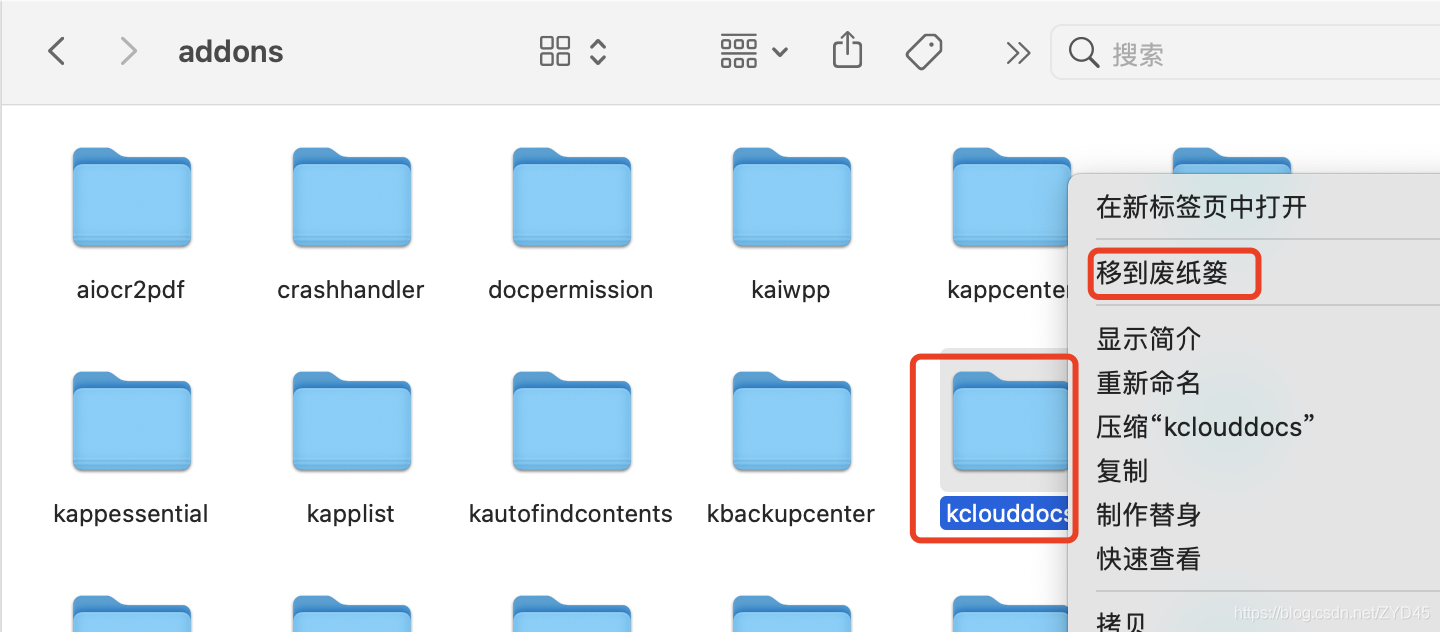 addons
搜索
aiocr2pdf
crashhandler
docpermission
kaiwpp
kappcenter
kappessential
kapplist
kautofindcontents
kbackupcenter
kclouddocs
在新标签页中打开
移到废纸篓
显示简介
重新命名
压缩“kclouddocs”
复制
制作替身
快速查看
拷贝
https://blog.csdn.net/ZYD45